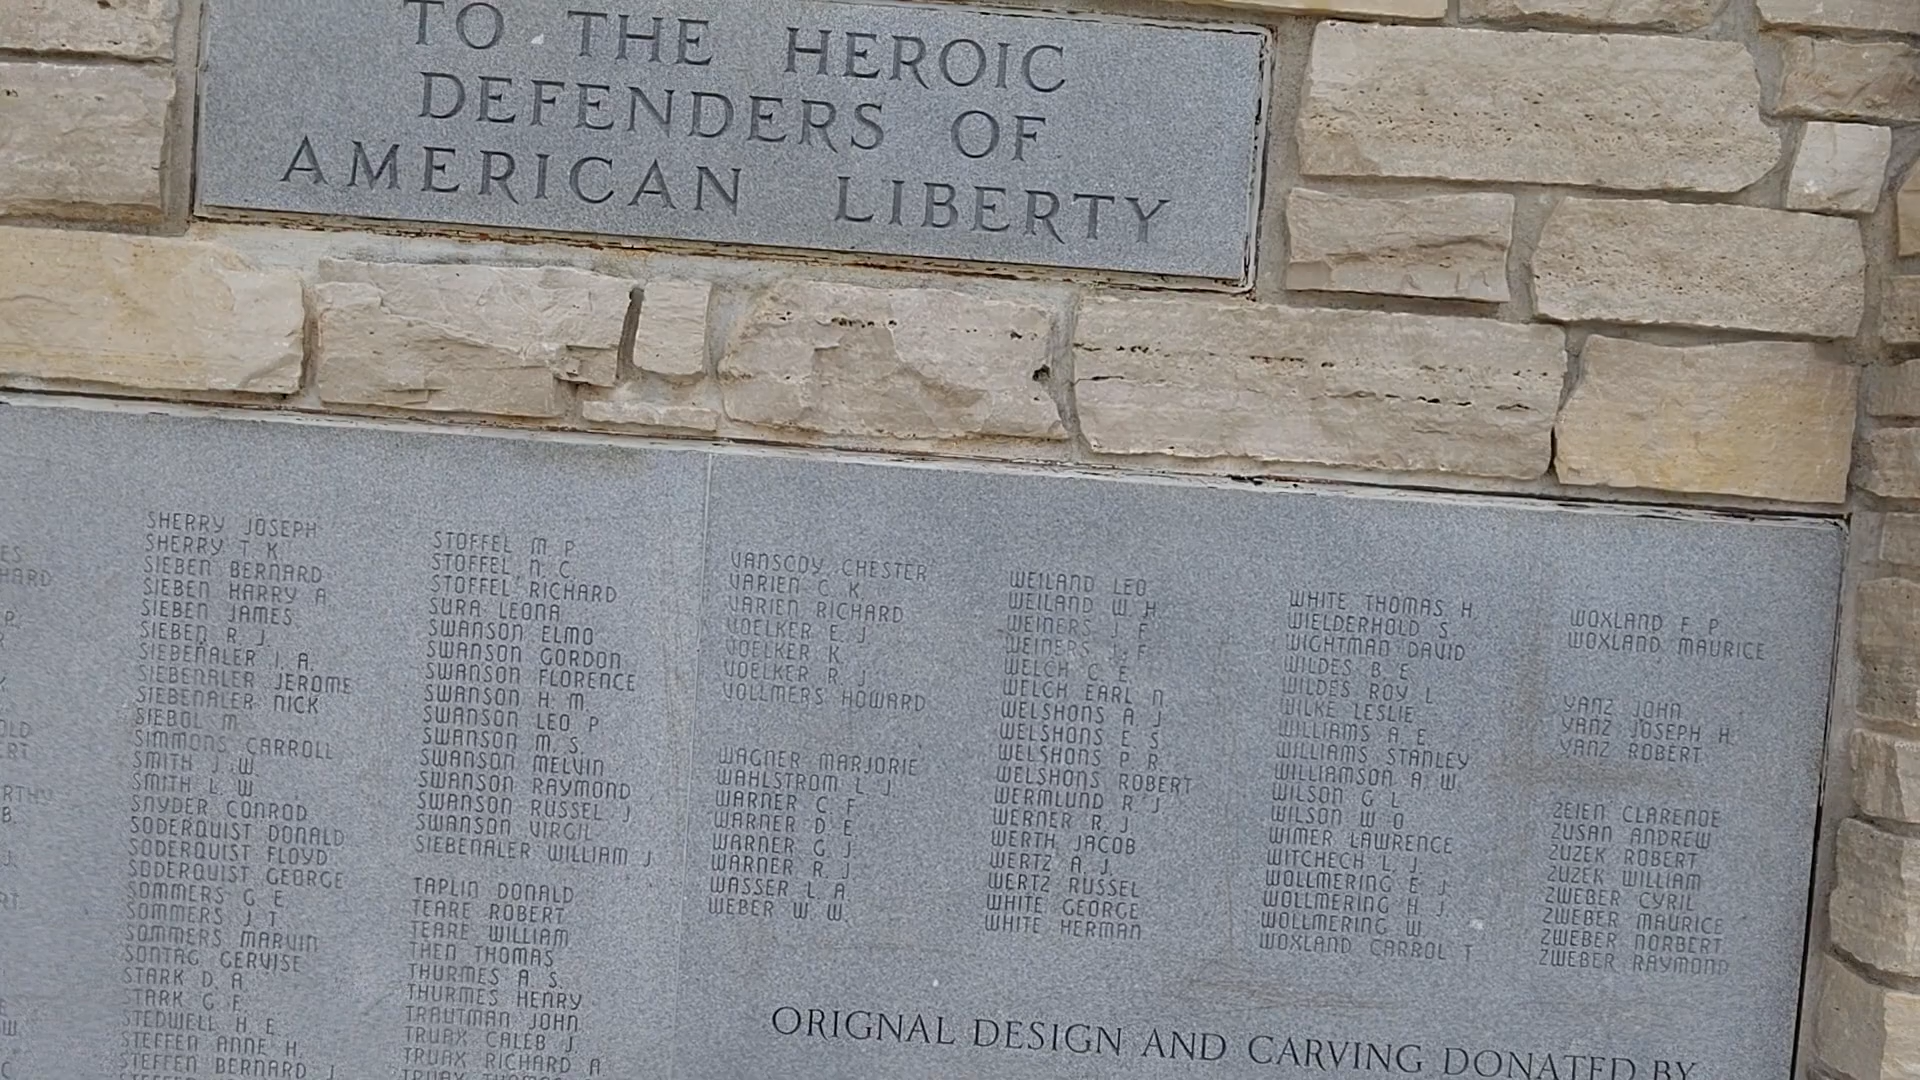 TO THE HEROIC
DEFENDERS OF
AMERICAN LIBERTY
SHERRY JOSEPH
SHERRY T. K.
SIEBEN BERNARD
SIEBEN HARRY A
SIEBEN JAMES
SIEBEN R. J.
SIEBENALER I. A.
SIEBENALER JEROME
SIEBENALER NICK
SIEBOL M.
SIMMONS CARROLL
SMITH J. W.
SMITH L. W
SNYDER CONROD
SODERQUIST DONALD
SODERQUIST FLOYD
SODERQUIST GEORGE
SOMMERS G E
SOMMERS J T
SOMMERS MARVIN
SONTAG GERVISE
STARK D. A.
STARK G F
STEDWELL H E
STEFFEN ANNE H.
STEFFEN BERNARD J
STOFFEL M P
STOFFEL N C
STOFFEL RICHARD
SURA LEONA
SWANSON ELMO
SWANSON GORDON
SWANSON FLORENCE
SWANSON H. M.
SWANSON LEO P
SWANSON M. S.
SWANSON MELVIN
SWANSON RAYMOND
SWANSON RUSSEL J.
SWANSON VIRGIL
SIEBENALER WILLIAM J.
TAPLIN DONALD
TEARE ROBERT
TEARE WILLIAM
THEN THOMAS
THURMES A. S.
THURMES HENRY
TRAUTMAN JOHN
TRUAX CALEB J.
TRUAX RICHARD A
VANSCOY CHESTER
VARIEN C K
VARIEN RICHARD
VOELKER E. J
VOELKER K
VOELKER R. J.
VOLLMERS HOWARD
WAGNER MARJORIE
WAHLSTROM L J.
WARNER C F
WARNER D E.
WARNER G J.
WARNER R. J.
WASSER L A.
WEBER W W.
WEILAND LEO
WEILAND W H
WEINERS J F
WEINERS J. F
WELCH C E.
WELCH EARL N
WELSHONS A J
WELSHONS E S.
WELSHONS P R.
WELSHONS ROBERT
WERMLUND R J
WERNER R. J
WERTH JACOB
WERTZ A. J.
WERTZ RUSSEL
WHITE GEORGE
WHITE HERMAN
WHITE THOMAS H.
WIELDERHOLD S.
WIGHTMAN DAVID
WILDES B. E
WILDES ROY L
WILKE LESLIE
WILLIAMS A E.
WILLIAMS STANLEY
WILLIAMSON A. W.
WILSON G L
WILSON W O
WIMER LAWRENCE
WITCHECH L J.
WOLLMERING E J
WOLLMERING H J.
WOLLMERING W.
WOXLAND CARROL T
WOXLAND F P
WOXLAND MAURICE
YANZ JOHN
YANZ JOSEPH H.
YANZ ROBERT
ZEIEN CLARENCE
ZUSAN ANDREW
ZUZEK ROBERT
ZUZEK WILLIAM
ZWEBER CYRIL
ZWEBER MAURICE
ZWEBER NORBERT
ZWEBER RAYMOND
ORIGNAL DESIGN AND CARVING DONATED BY